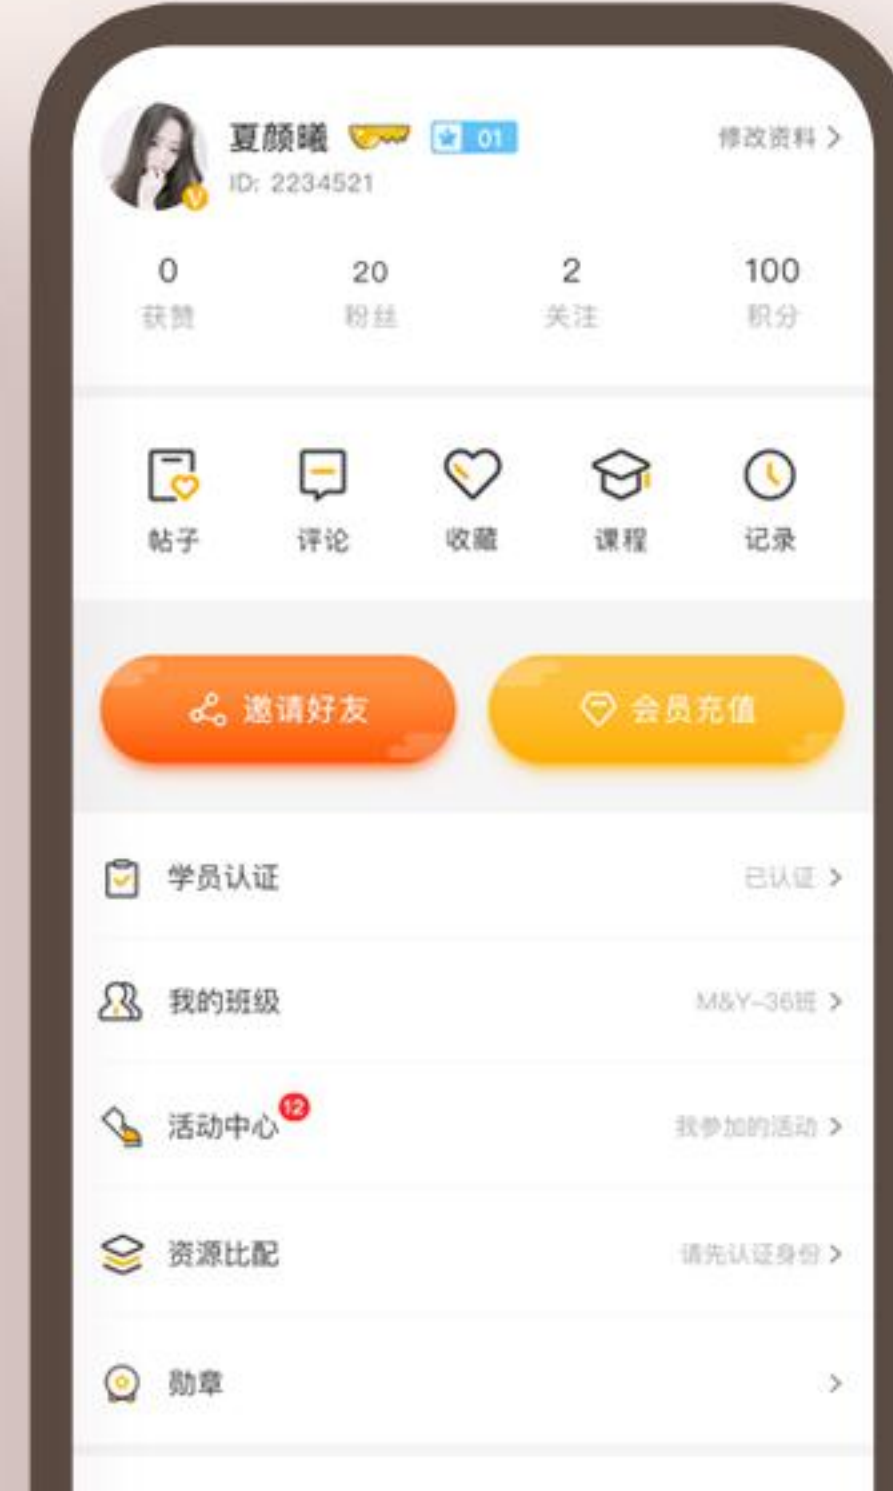 夏颜曦 01 修改资料
ID: 2234521
0 20 2 100
获赞 粉丝 关注 积分
帖子 评论 收藏 课程 记录
邀请好友 会员充值
学员认证 已认证
我的班级 M&Y-36班
活动中心 12 我参加的活动
资源比配 请先认证身份
勋章